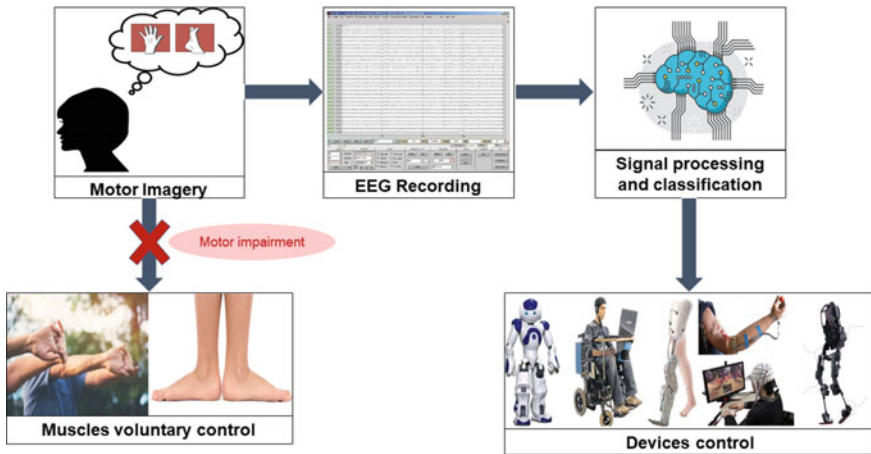 Motor Imagery
EEG Recording
Signal processing
and classification
Motor impairment
Muscles voluntary control
Devices control